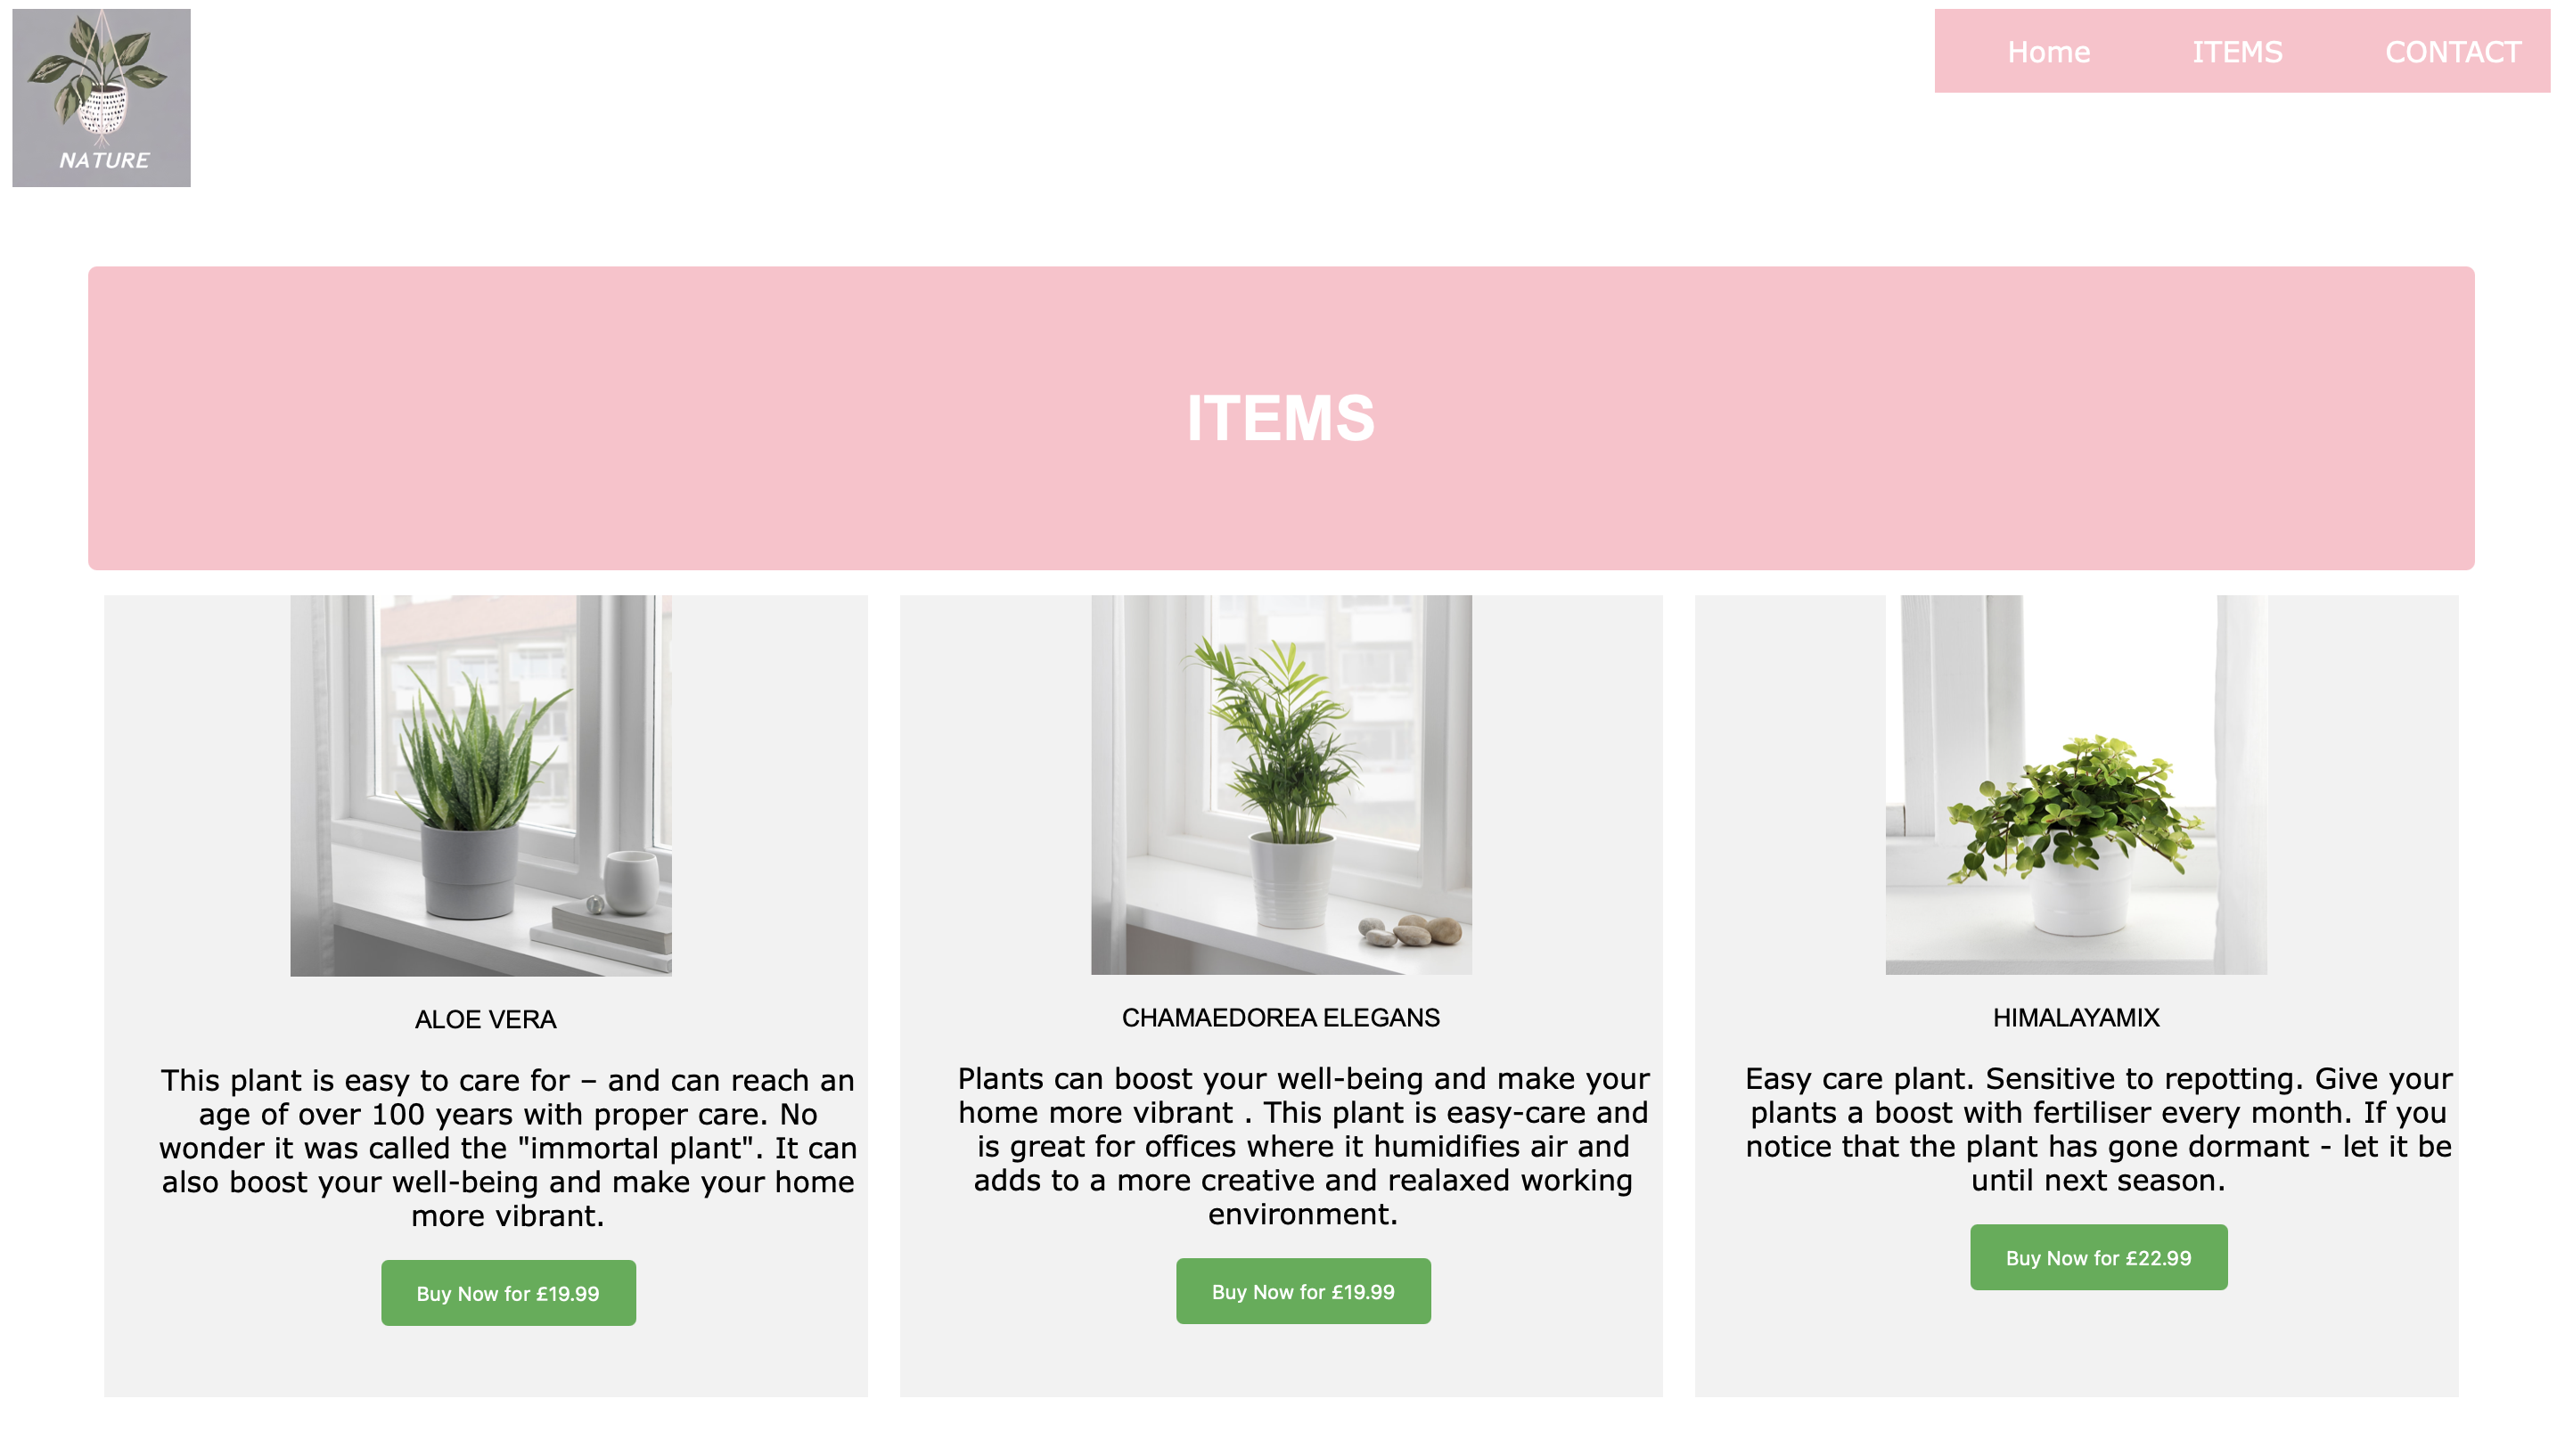 NATURE
Home ITEMS CONTACT
ITEMS
ALOE VERA
This plant is easy to care for – and can reach an
age of over 100 years with proper care. No
wonder it was called the "immortal plant". It can
also boost your well-being and make your home
more vibrant.
Buy Now for £19.99
CHAMAEDOREA ELEGANS
Plants can boost your well-being and make your
home more vibrant . This plant is easy-care and
is great for offices where it humidifies air and
adds to a more creative and realaxed working
environment.
Buy Now for £19.99
HIMALAYAMIX
Easy care plant. Sensitive to repotting. Give your
plants a boost with fertiliser every month. If you
notice that the plant has gone dormant - let it be
until next season.
Buy Now for £22.99